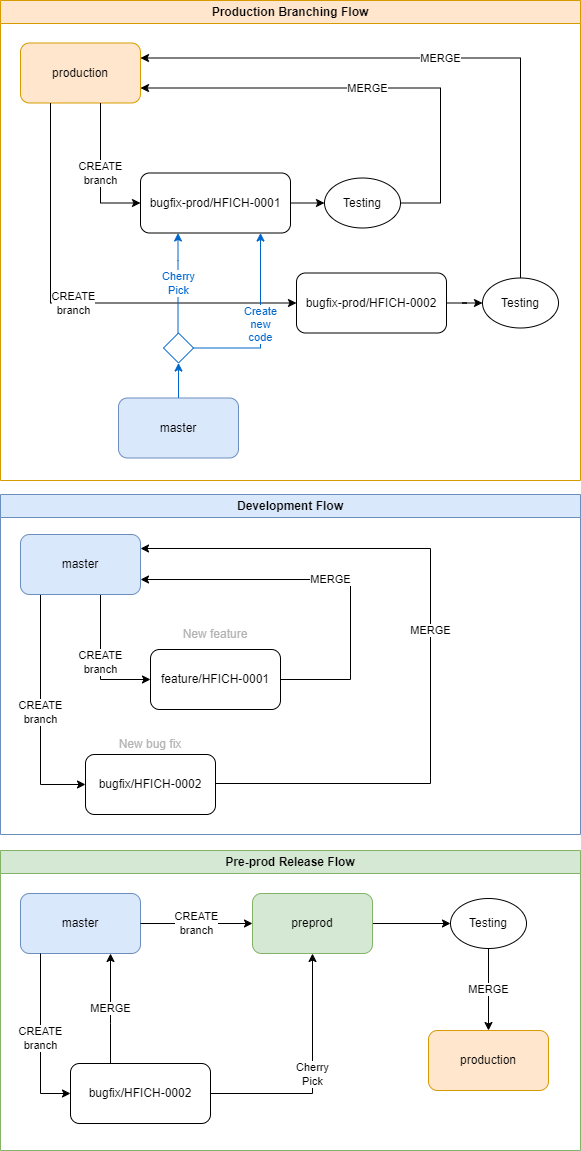 Production Branching Flow
production
MERGE
MERGE
CREATE
branch
bugfix-prod/HFICH-0001
Testing
Cherry
Pick
CREATE
branch
Create
new
code
bugfix-prod/HFICH-0002
Testing
master
Development Flow
master
MERGE
New feature
MERGE
CREATE
branch
feature/HFICH-0001
CREATE
branch
New bug fix
bugfix/HFICH-0002
Pre-prod Release Flow
master
CREATE
branch
preprod
Testing
MERGE
MERGE
CREATE
branch
production
Cherry
Pick
bugfix/HFICH-0002